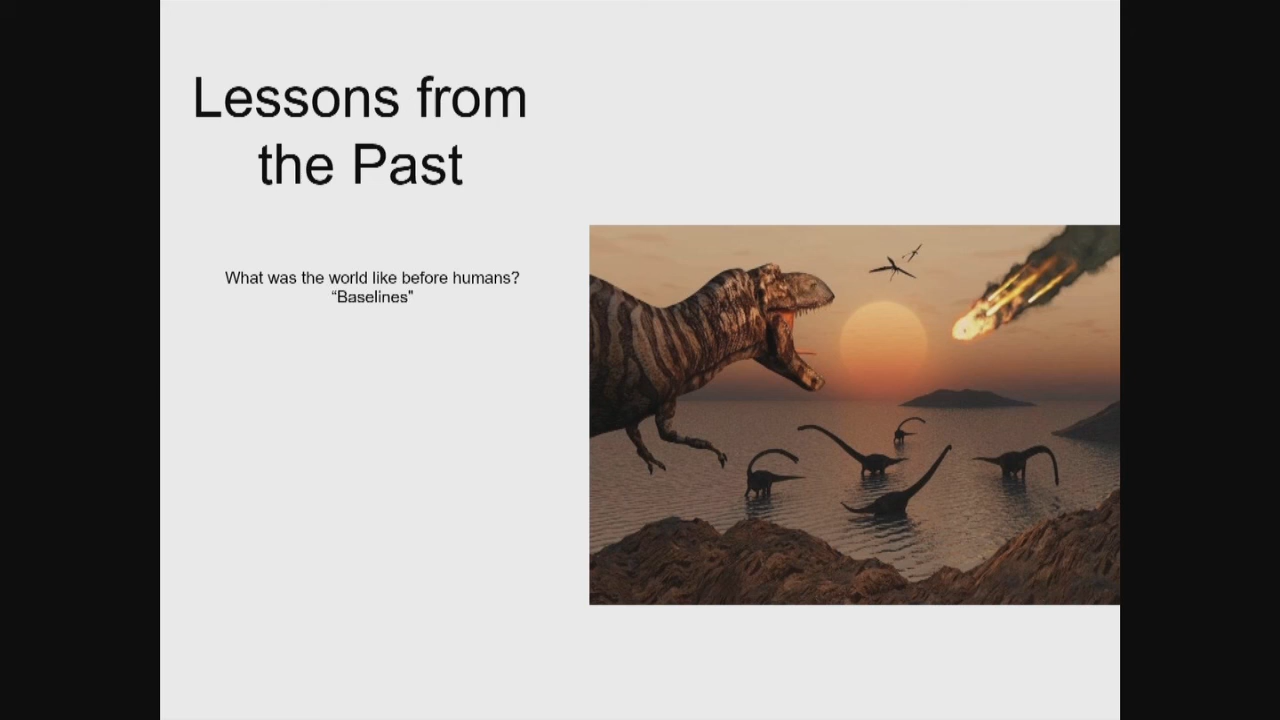 Lessons from
the Past
What was the world like before humans?
“Baselines”